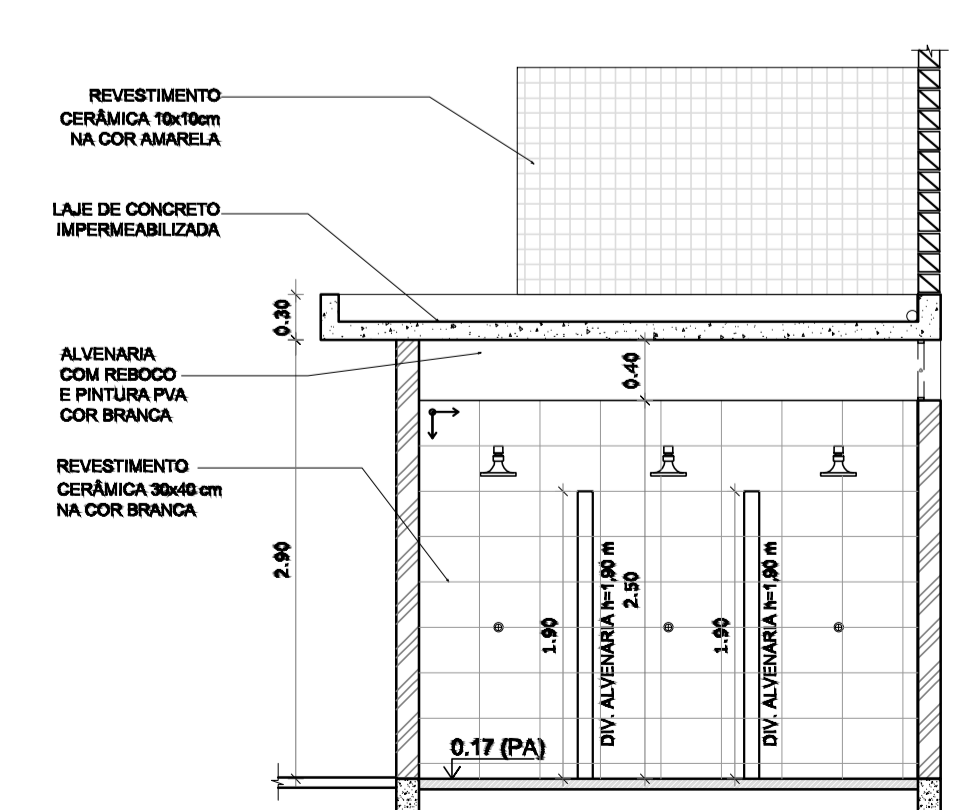 REVESTIMENTO
CERÂMICA 10x10cm
NA COR AMARELA
LAJE DE CONCRETO
IMPERMEABILIZADA
0.30
ALVENARIA
COM REBOCO
E PINTURA PVA
COR BRANCA
0.40
REVESTIMENTO
CERÂMICA 30x40 cm
NA COR BRANCA
2.90
1.90
DIV. ALVENARIA h=1,90 m
2.50
1.90
DIV. ALVENARIA h=1,90 m
0.17 (PA)